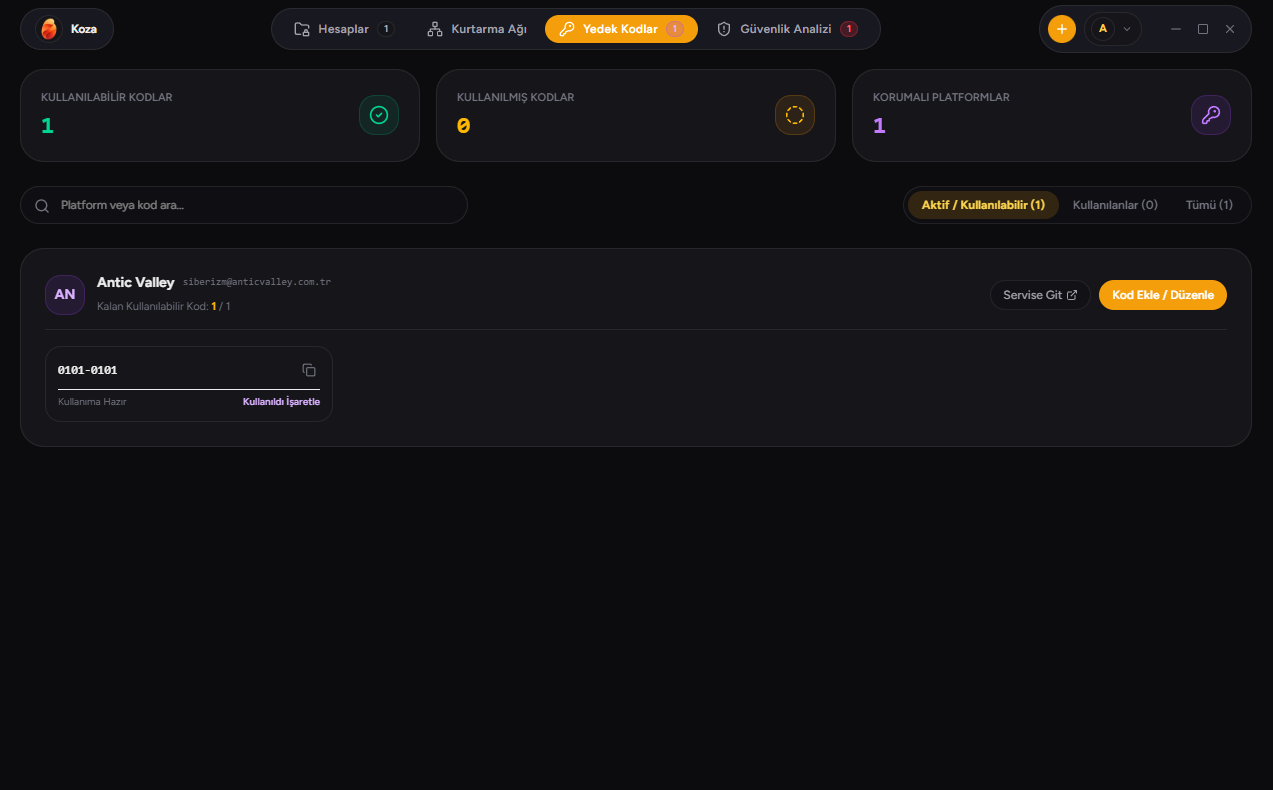 Koza
Hesaplar 1
Kurtarma Ağı
Yedek Kodlar 1
Güvenlik Analizi 1
A
KULLANILABİLİR KODLAR
1
KULLANILMIŞ KODLAR
0
KORUMALI PLATFORMLAR
1
Platform veya kod ara...
Aktif / Kullanılabilir (1)
Kullanılanlar (0)
Tümü (1)
AN
Antic Valley siberizm@anticvalley.com.tr
Kalan Kullanılabilir Kod: 1 / 1
Servise Git
Kod Ekle / Düzenle
0101-0101
Kullanıma Hazır
Kullanıldı İşaretle